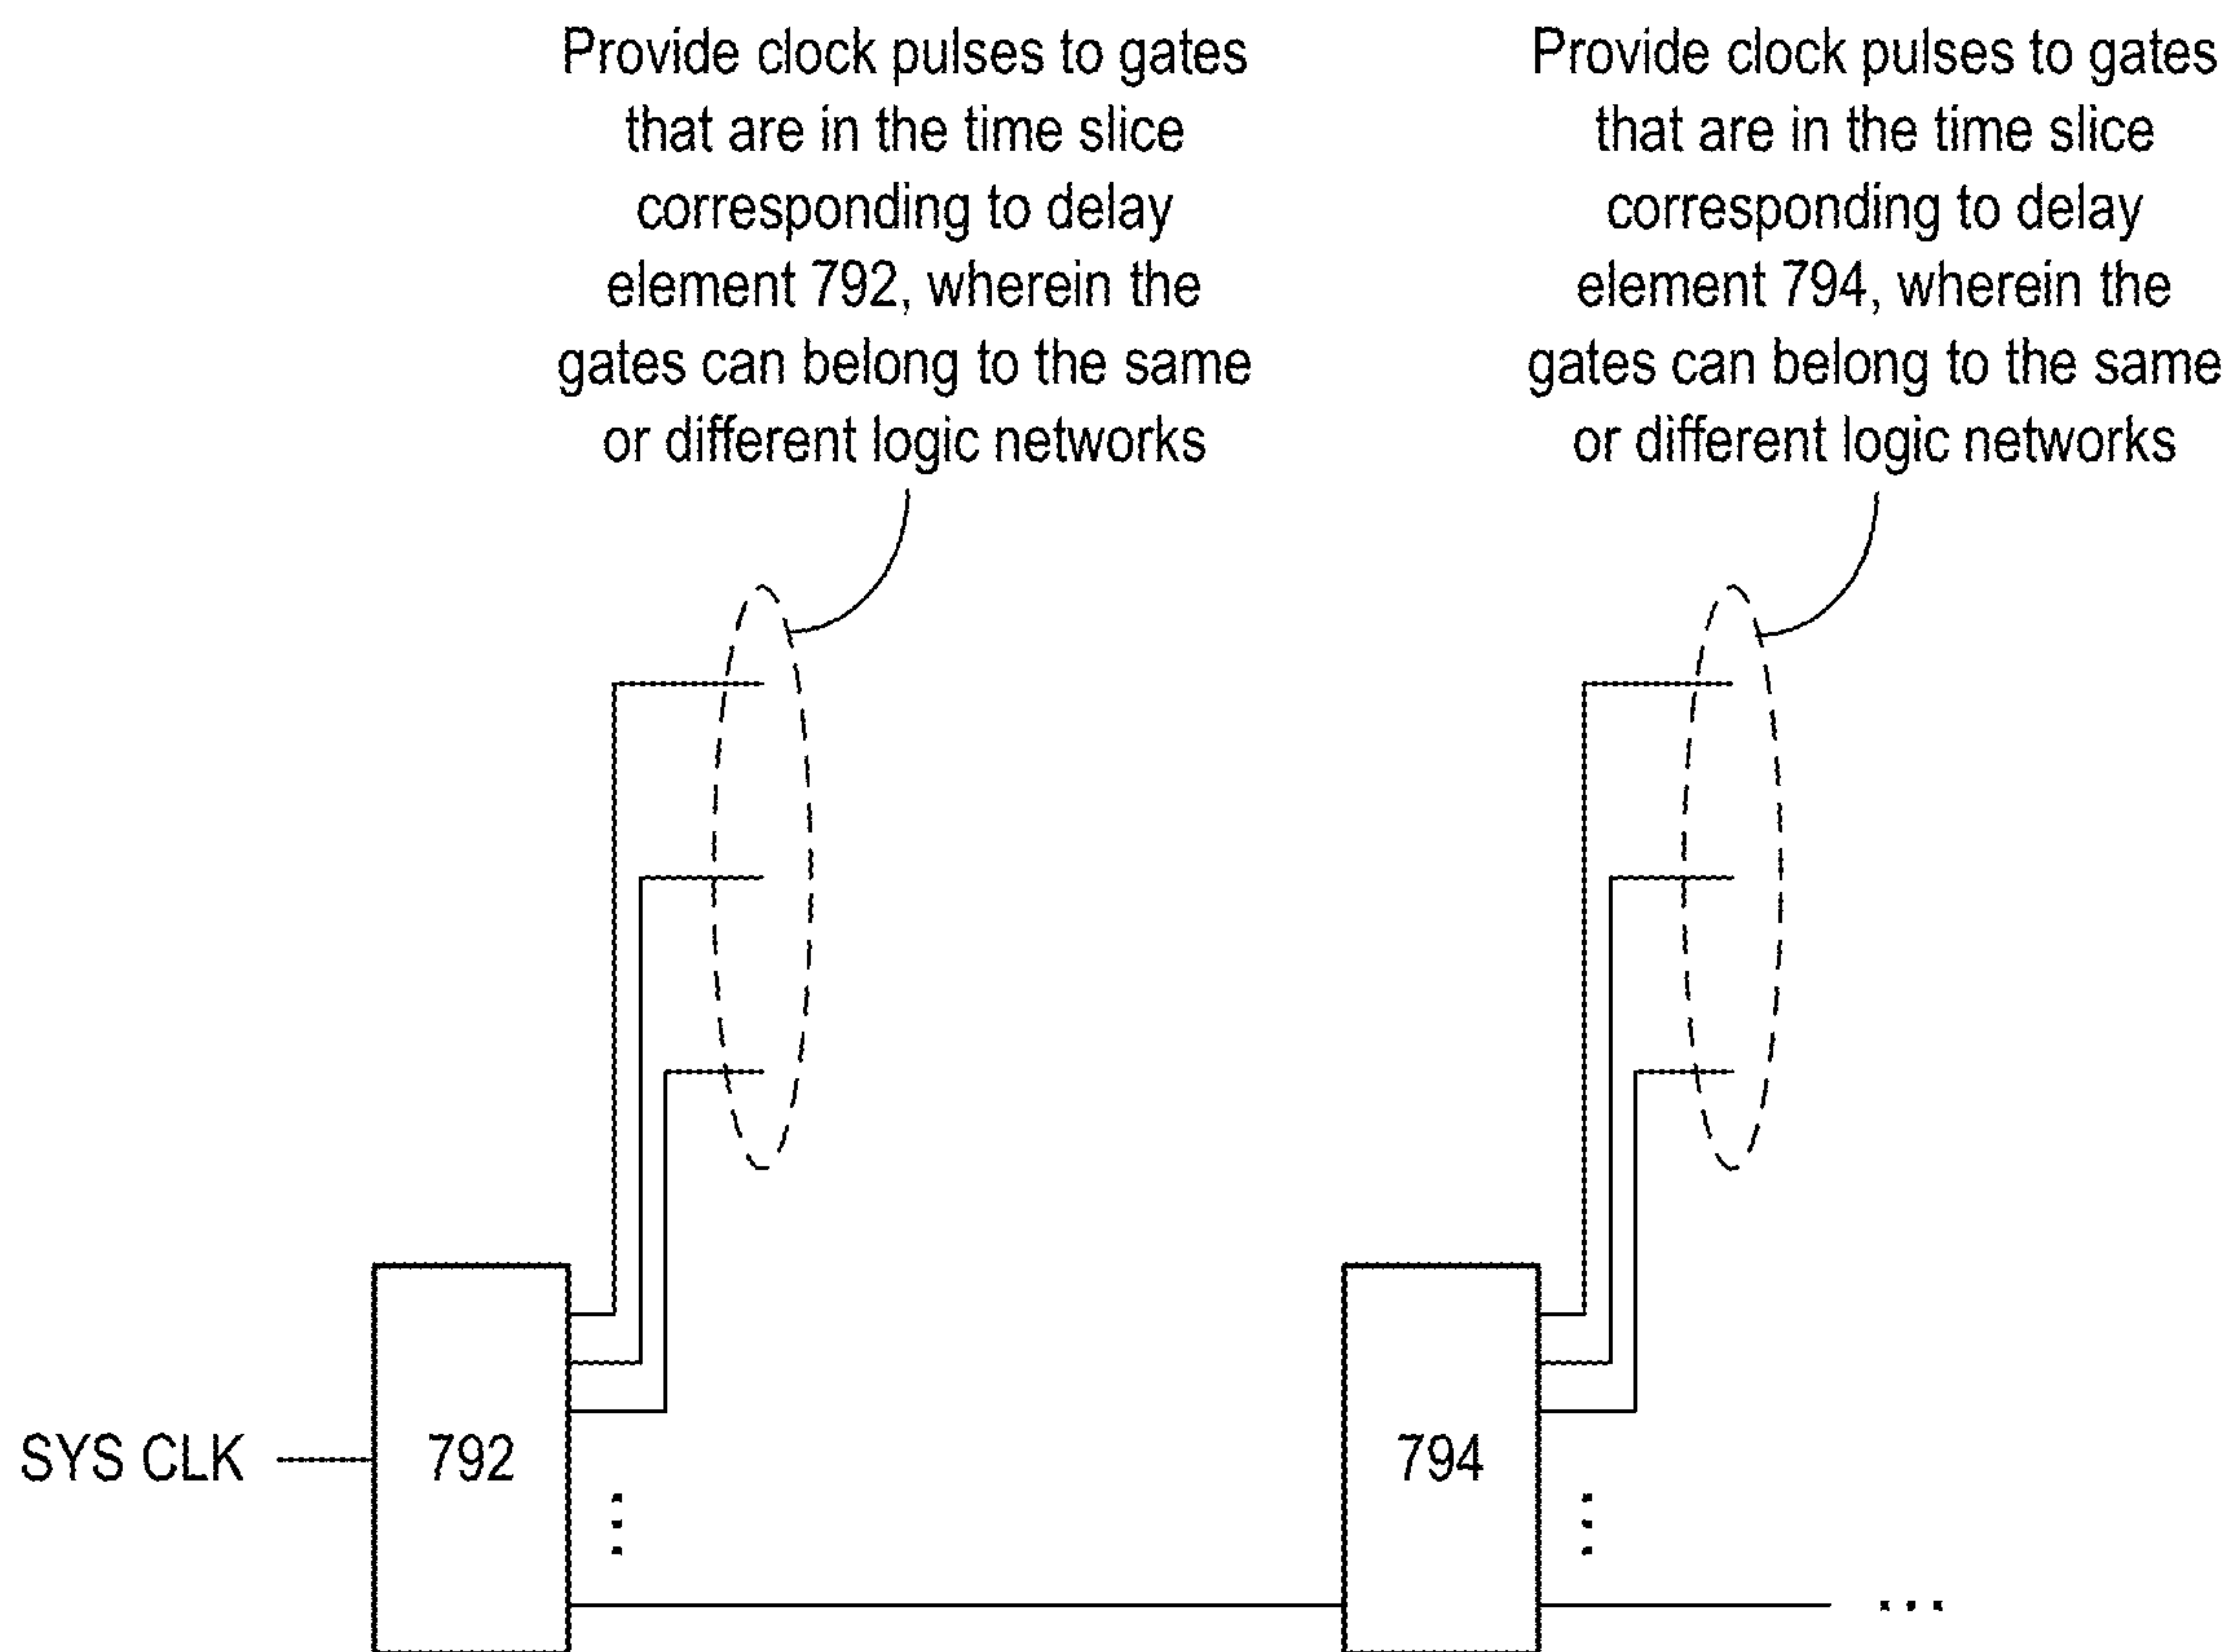 Provide clock pulses to gates
that are in the time slice
corresponding to delay
element 792, wherein the
gates can belong to the same
or different logic networks
Provide clock pulses to gates
that are in the time slice
corresponding to delay
element 794, wherein the
gates can belong to the same
or different logic networks
SYS CLK
792
794